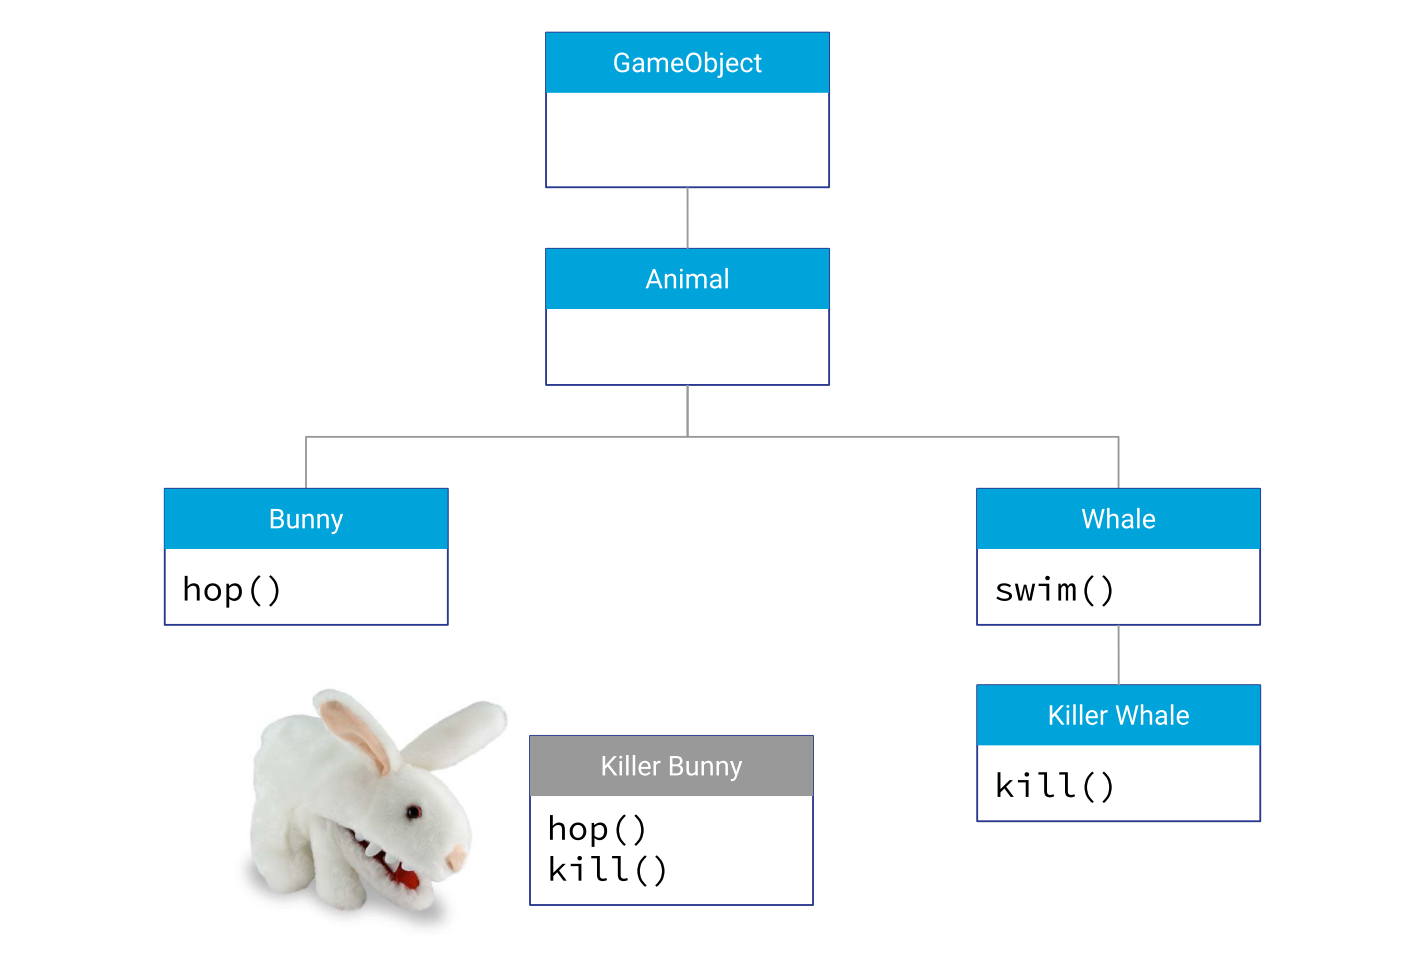 GameObject
Animal
Bunny
hop()
Whale
swim()
Killer Whale
kill()
Killer Bunny
hop()
kill()